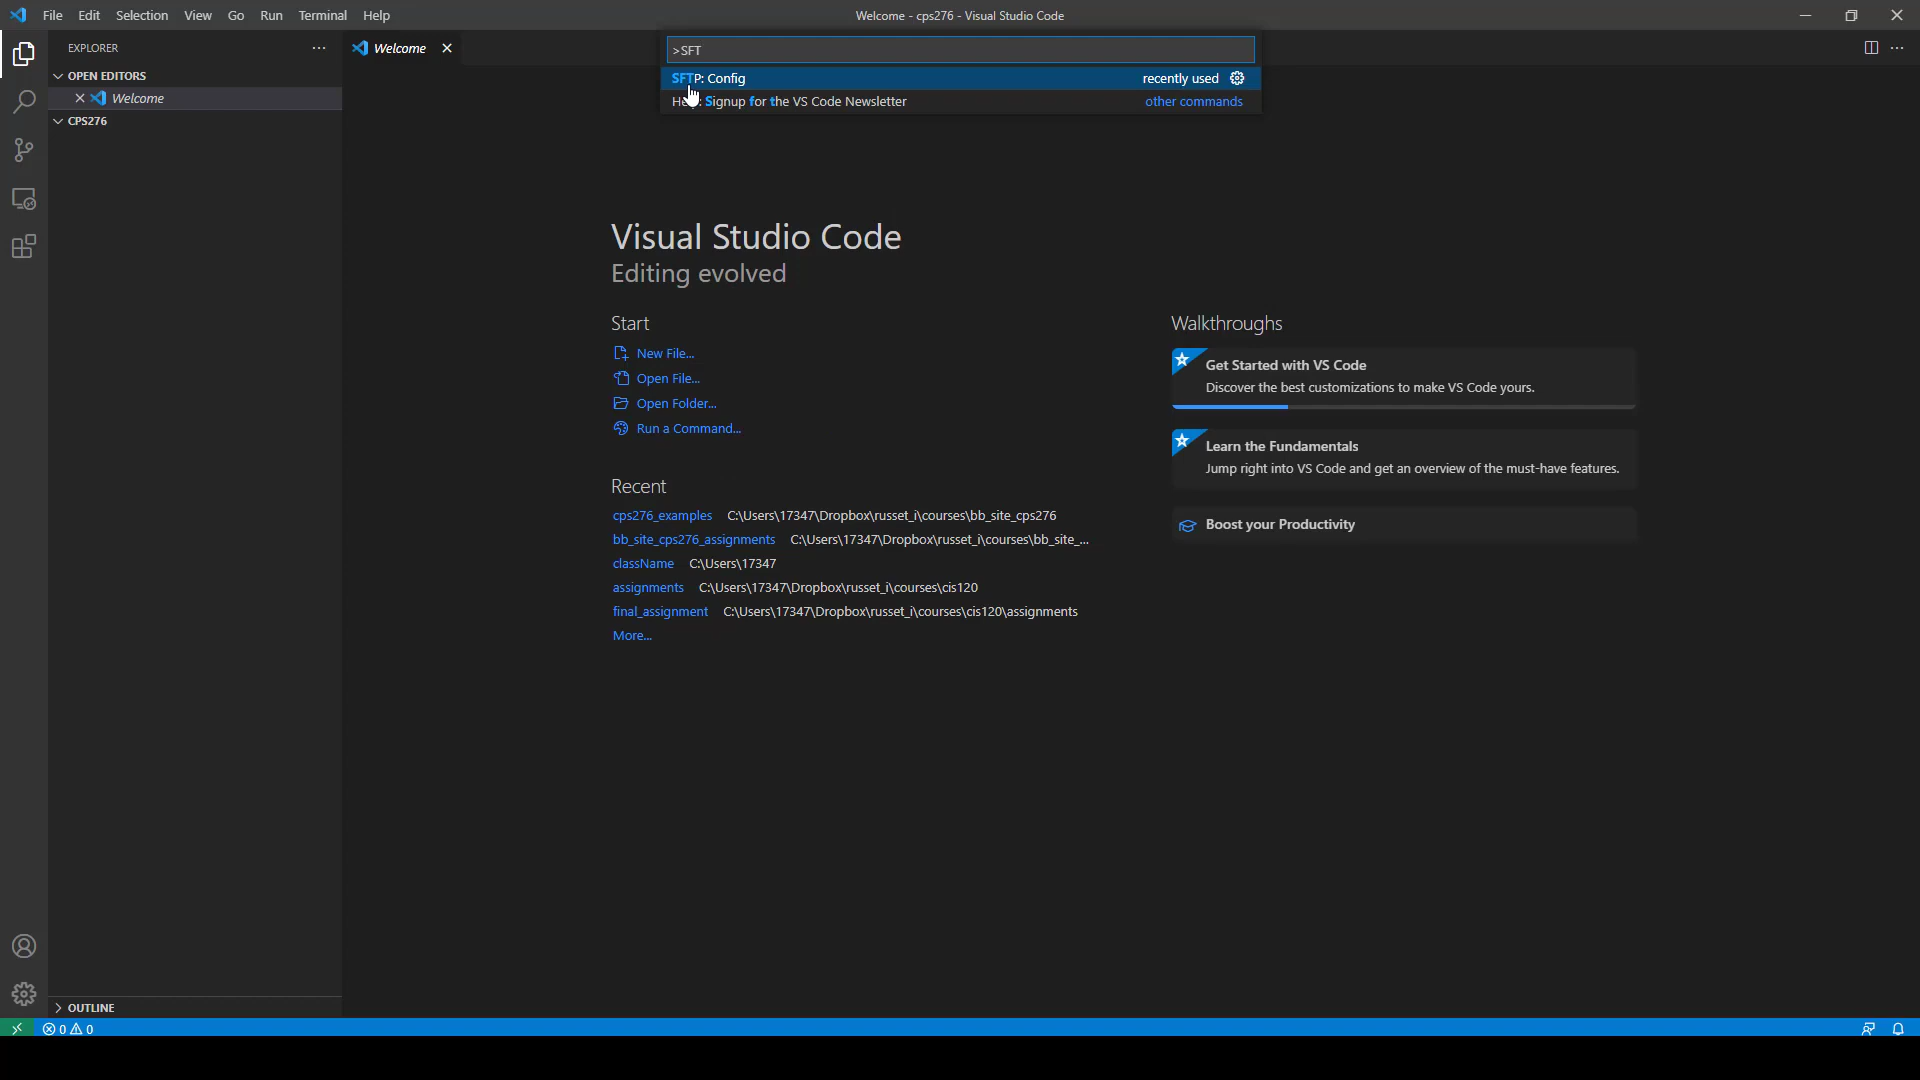 File Edit Selection View Go Run Terminal Help
Welcome - cps276 - Visual Studio Code
EXPLORER
Welcome
>SFT
OPEN EDITORS
SFTP: Config recently used
Welcome
Signup for the VS Code Newsletter other commands
CPS276
Visual Studio Code
Editing evolved
Start
Walkthroughs
New File...
Get Started with VS Code
Open File...
Discover the best customizations to make VS Code yours.
Open Folder...
Run a Command...
Learn the Fundamentals
Jump right into VS Code and get an overview of the must-have features.
Recent
cps276_examples C:\Users\17347\Dropbox\russet_i\courses\bb_site_cps276
Boost your Productivity
bb_site_cps276_assignments C:\Users\17347\Dropbox\russet_i\courses\bb_site_...
className C:\Users\17347
assignments C:\Users\17347\Dropbox\russet_i\courses\cis120
final_assignment C:\Users\17347\Dropbox\russet_i\courses\cis120\assignments
More...
OUTLINE
0 0